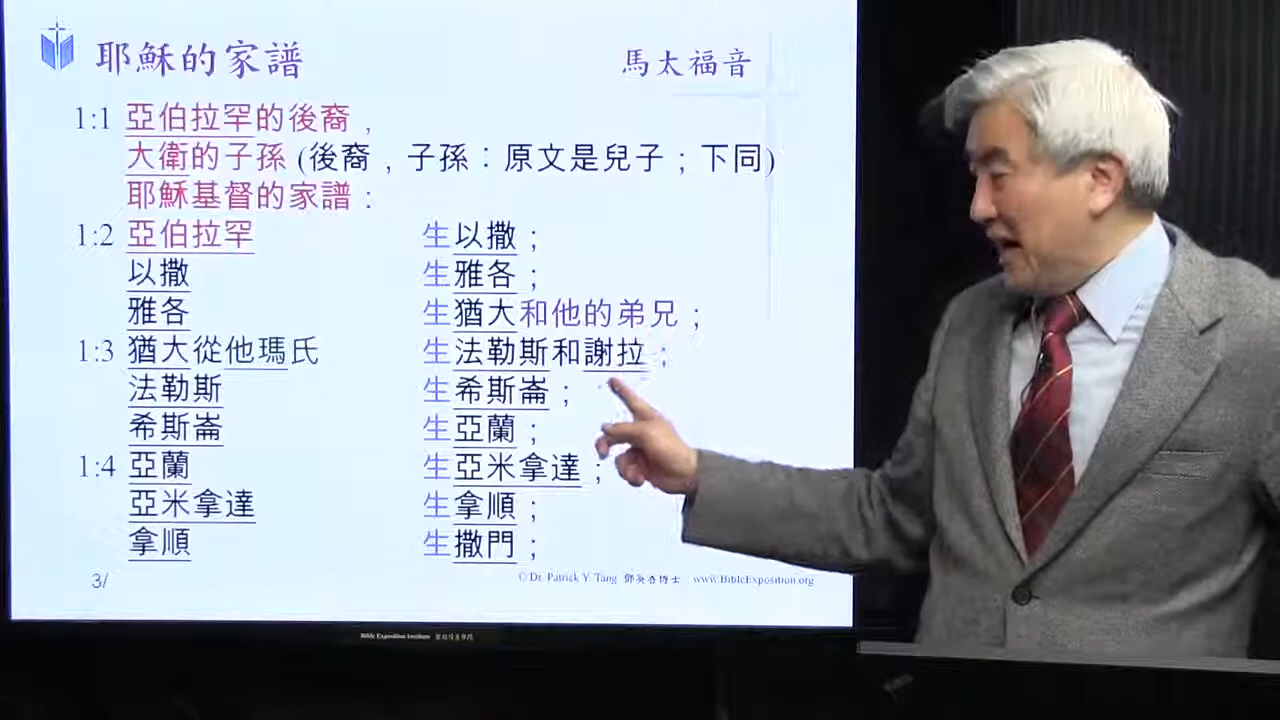 耶穌的家譜 馬太福音
1:1 亞伯拉罕的後裔，
大衛的子孫 (後裔，子孫：原文是兒子；下同)
耶穌基督的家譜：
1:2 亞伯拉罕 生以撒；
以撒 生雅各；
雅各 生猶大和他的弟兄；
1:3 猶大從他瑪氏 生法勒斯和謝拉；
法勒斯 生希斯崙；
希斯崙 生亞蘭；
1:4 亞蘭 生亞米拿達；
亞米拿達 生拿順；
拿順 生撒門；
3/ © Dr. Patrick Y. Tang 鄧英善博士 www.BibleExposition.org
Bible Exposition Institute